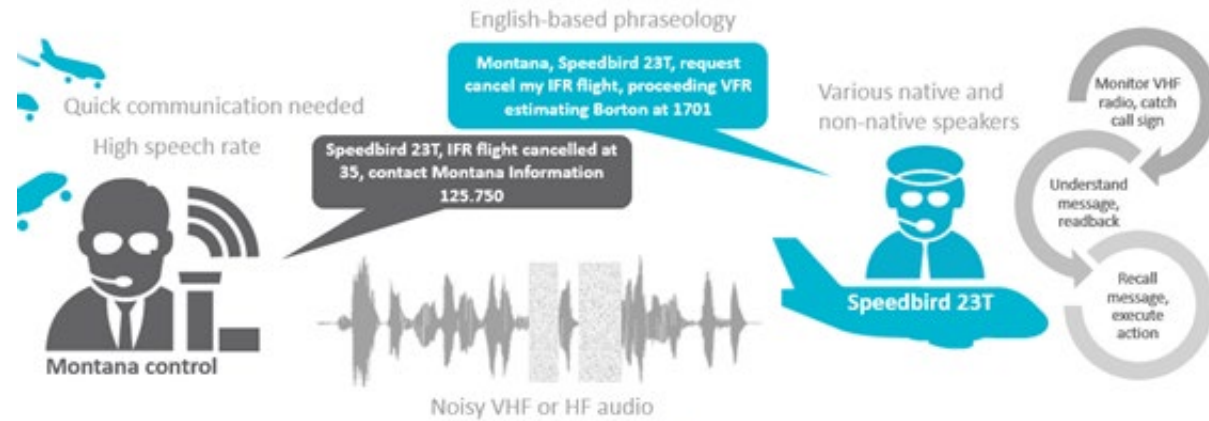 English-based phraseology
Montana, Speedbird 23T, request
cancel my IFR flight, proceeding VFR
estimating Borton at 1701
Quick communication needed
High speech rate
Speedbird 23T, IFR flight cancelled at
35, contact Montana Information
125.750
Montana control
Noisy VHF or HF audio
Various native and
non-native speakers
Speedbird 23T
Monitor VHF
radio, catch
call sign
Understand
message,
readback
Recall
message,
execute
action